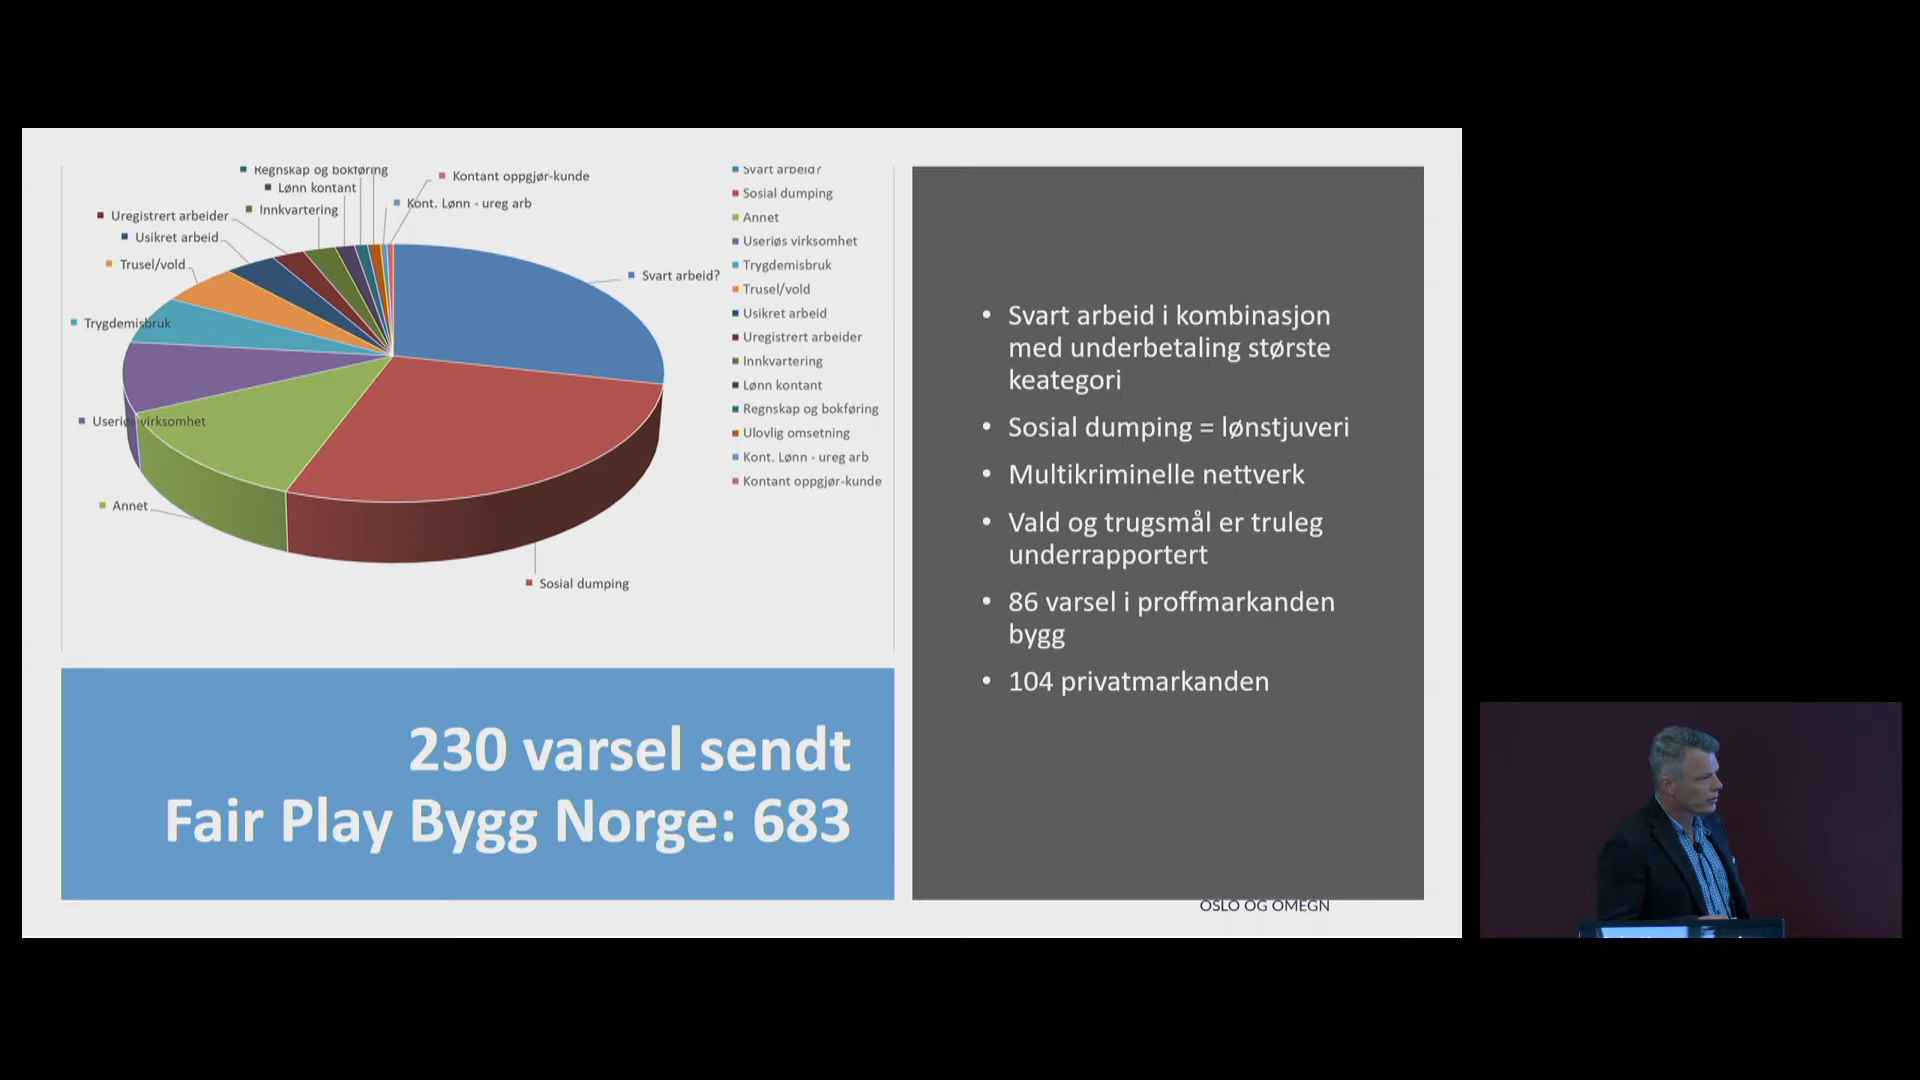 Regnskap og bokføring
Lønn kontant
Innkvartering
Uregistrert arbeider
Usikret arbeid
Trusel/vold
Trygdemisbruk
Useriøs virksomhet
Annet
Kontant oppgjør-kunde
Kont. Lønn - ureg arb
Svart arbeid?
Sosial dumping
Svart arbeid?
Sosial dumping
Annet
Useriøs virksomhet
Trygdemisbruk
Trusel/vold
Usikret arbeid
Uregistrert arbeider
Innkvartering
Lønn kontant
Regnskap og bokføring
Ulovlig omsetning
Kont. Lønn - ureg arb
Kontant oppgjør-kunde
230 varsel sendt
Fair Play Bygg Norge: 683
• Svart arbeid i kombinasjon
med underbetaling største
keategori
• Sosial dumping = lønstjuveri
• Multikriminelle nettverk
• Vald og trugsmål er truleg
underrapportert
• 86 varsel i proffmarkanden
bygg
• 104 privatmarkanden
OSLO OG OMEGN